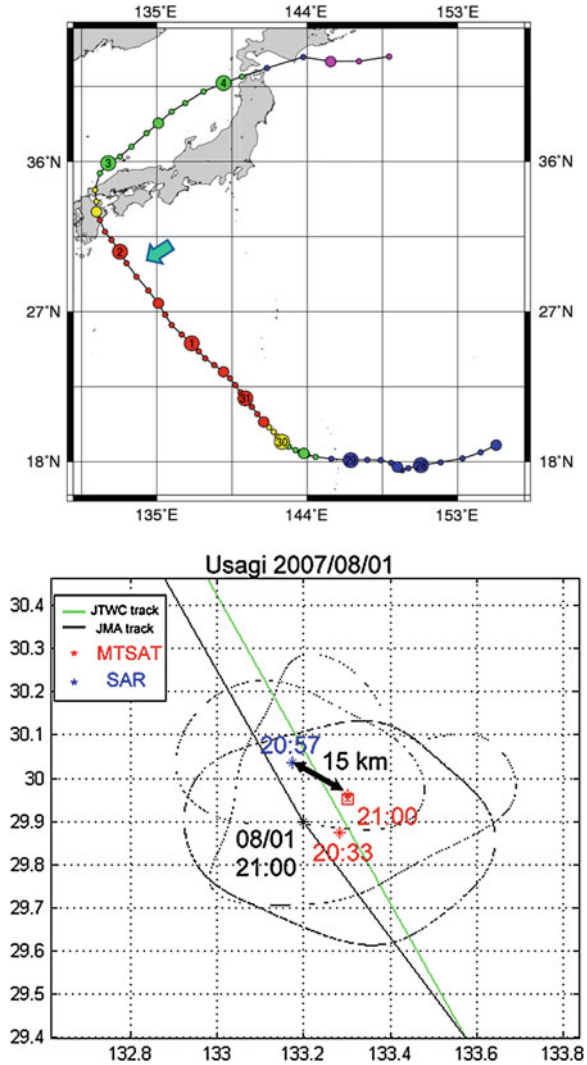 135°E 144°E 153°E
4
3
36°N 36°N
2
27°N 27°N
1
31
30
29 28
18°N 18°N
135°E 144°E 153°E
Usagi 2007/08/01
30.4
JTWC track
JMA track
30.3
MTSAT
SAR
30.2
30.1
20:57
15 km
30
21:00
29.9
08/01
20:33
21:00
29.8
29.7
29.6
29.5
29.4
132.8 133 133.2 133.4 133.6 133.8